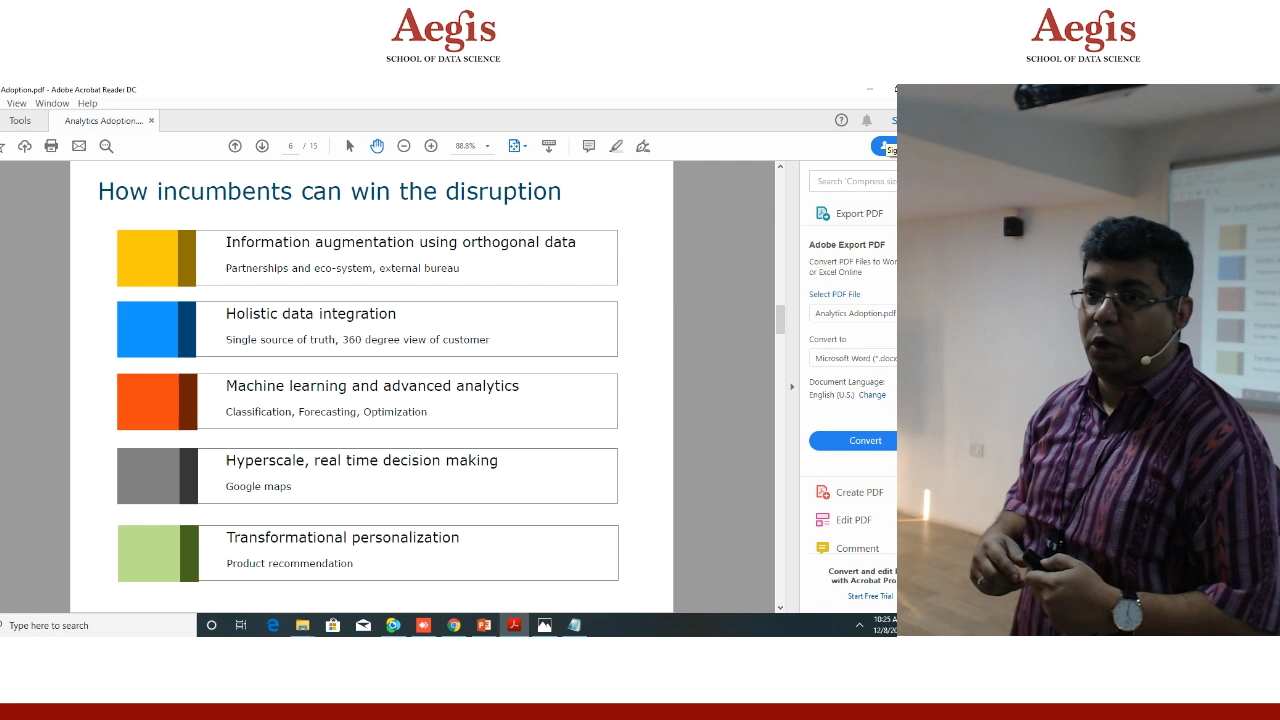 Aegis
SCHOOL OF DATA SCIENCE
Aegis
SCHOOL OF DATA SCIENCE
Adoption.pdf - Adobe Acrobat Reader DC
View Window Help
Tools
Analytics Adoption.... ×
6 / 15
88.8%
How incumbents can win the disruption
Information augmentation using orthogonal data
Partnerships and eco-system, external bureau
Holistic data integration
Single source of truth, 360 degree view of customer
Machine learning and advanced analytics
Classification, Forecasting, Optimization
Hyperscale, real time decision making
Google maps
Transformational personalization
Product recommendation
Search 'Compress
Export PDF
Adobe Export PDF
Convert PDF Files to
or Excel Online
Select PDF File
Analytics Adoption.pdf
Convert to
Microsoft Word
Document Language:
English (U.S.) Change
Convert
Create PDF
Edit PDF
Comment
Convert and edit
with Acrobat Pro
Start Free Trial
Type here to search
10:25
12/8/